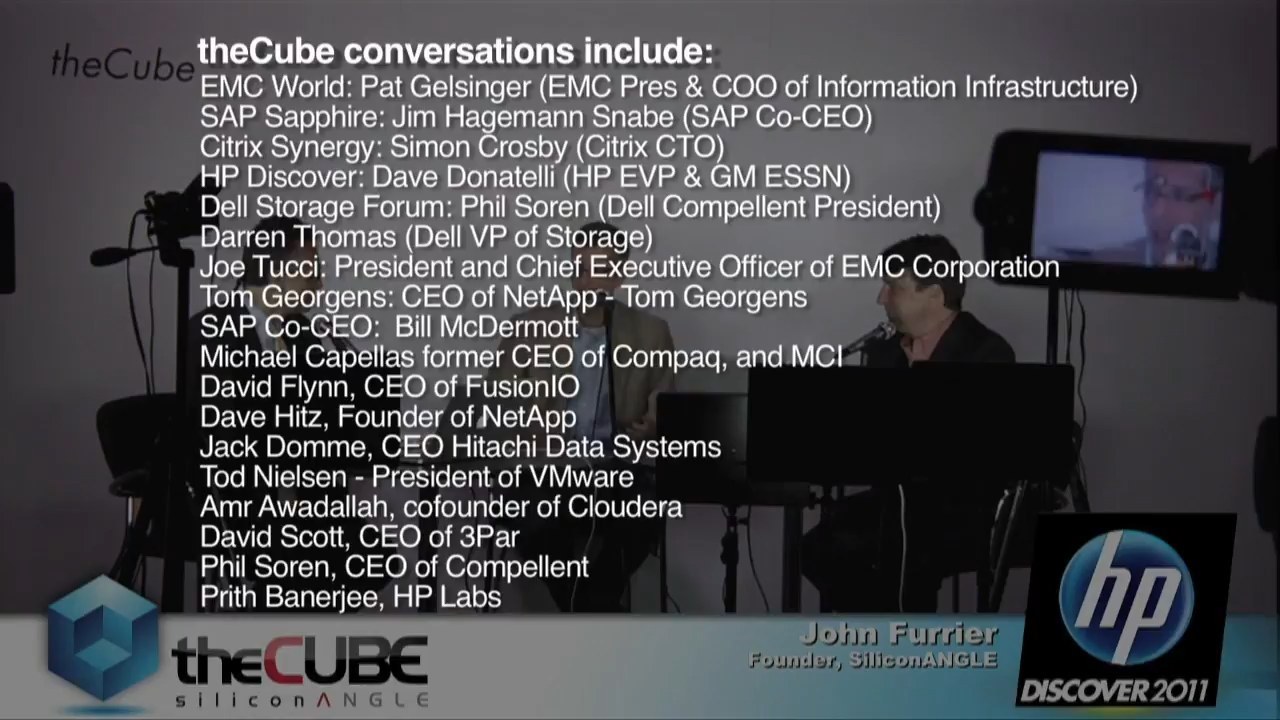 theCube
theCube conversations include:
EMC World: Pat Gelsinger (EMC Pres & COO of Information Infrastructure)
SAP Sapphire: Jim Hagemann Snabe (SAP Co-CEO)
Citrix Synergy: Simon Crosby (Citrix CTO)
HP Discover: Dave Donatelli (HP EVP & GM ESSN)
Dell Storage Forum: Phil Soren (Dell Compellent President)
Darren Thomas (Dell VP of Storage)
Joe Tucci: President and Chief Executive Officer of EMC Corporation
Tom Georgens: CEO of NetApp - Tom Georgens
SAP Co-CEO: Bill McDermott
Michael Capellas former CEO of Compaq, and MCI
David Flynn, CEO of FusionIO
Dave Hitz, Founder of NetApp
Jack Domme, CEO Hitachi Data Systems
Tod Nielsen - President of VMware
Amr Awadallah, cofounder of Cloudera
David Scott, CEO of 3Par
Phil Soren, CEO of Compellent
Prith Banerjee, HP Labs
theCUBE
siliconANGLE
John Furrier
Founder, SiliconANGLE
hp
DISCOVER 2011